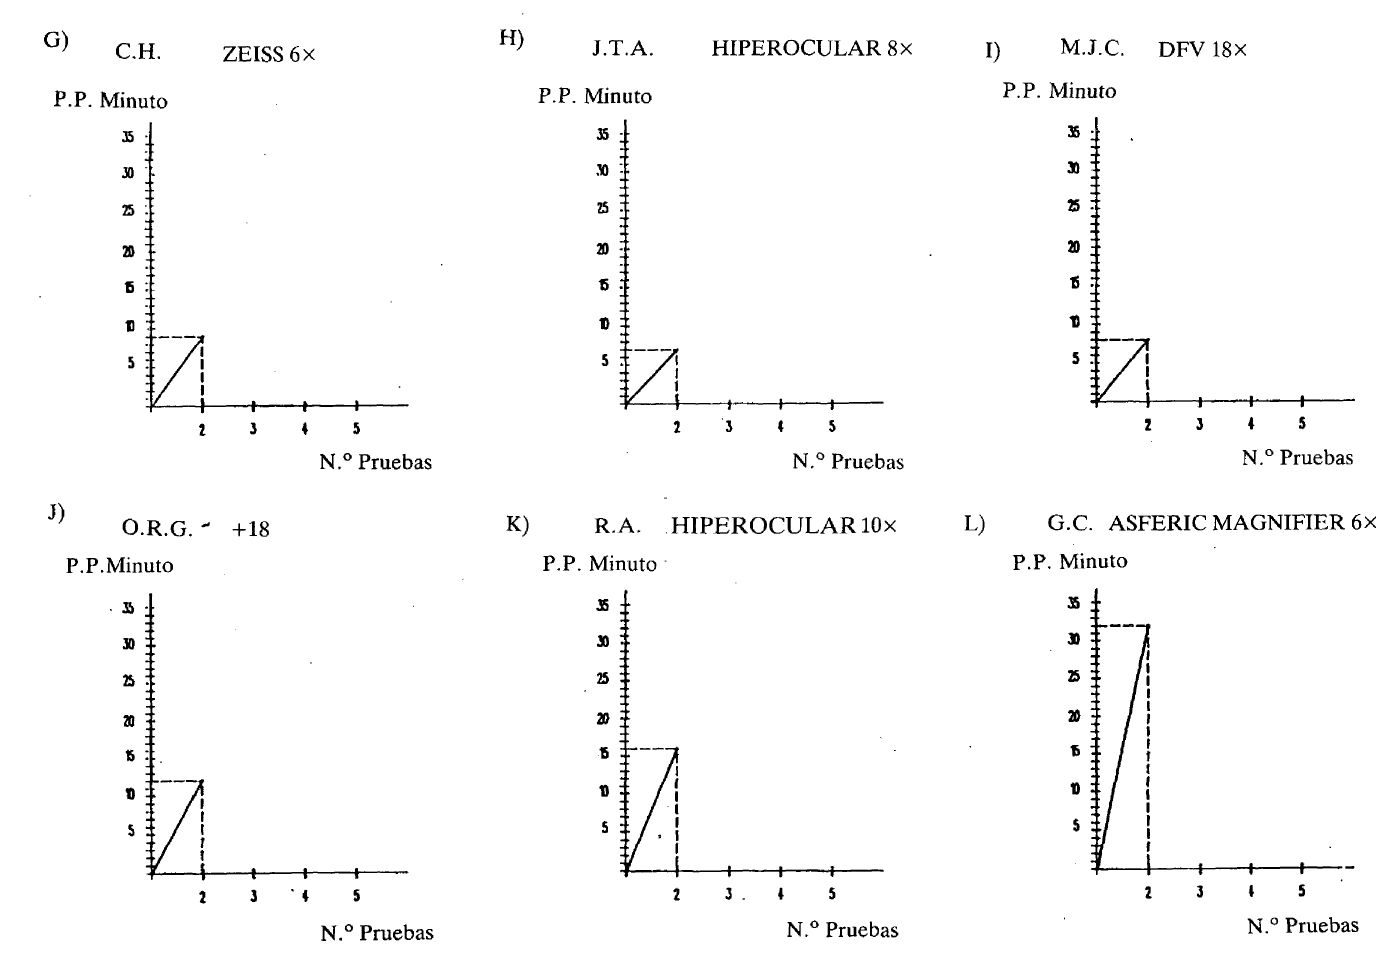 G) C.H. ZEISS 6×
P.P. Minuto
35
30
25
20
15
10
5
2 3 4 5
N.º Pruebas
H) J.T.A. HIPEROCULAR 8×
P.P. Minuto
35
30
25
20
15
10
5
2 3 4 5
N.º Pruebas
I) M.J.C. DFV 18×
P.P. Minuto
35
30
25
20
15
10
5
2 3 4 5
N.º Pruebas
J) O.R.G. +18
P.P.Minuto
35
30
25
20
15
10
5
2 3 4 5
N.º Pruebas
K) R.A. HIPEROCULAR 10×
P.P. Minuto
35
30
25
20
15
10
5
2 3 4 5
N.º Pruebas
L) G.C. ASFERIC MAGNIFIER 6×
P.P. Minuto
35
30
25
20
15
10
5
2 3 4 5
N.º Pruebas